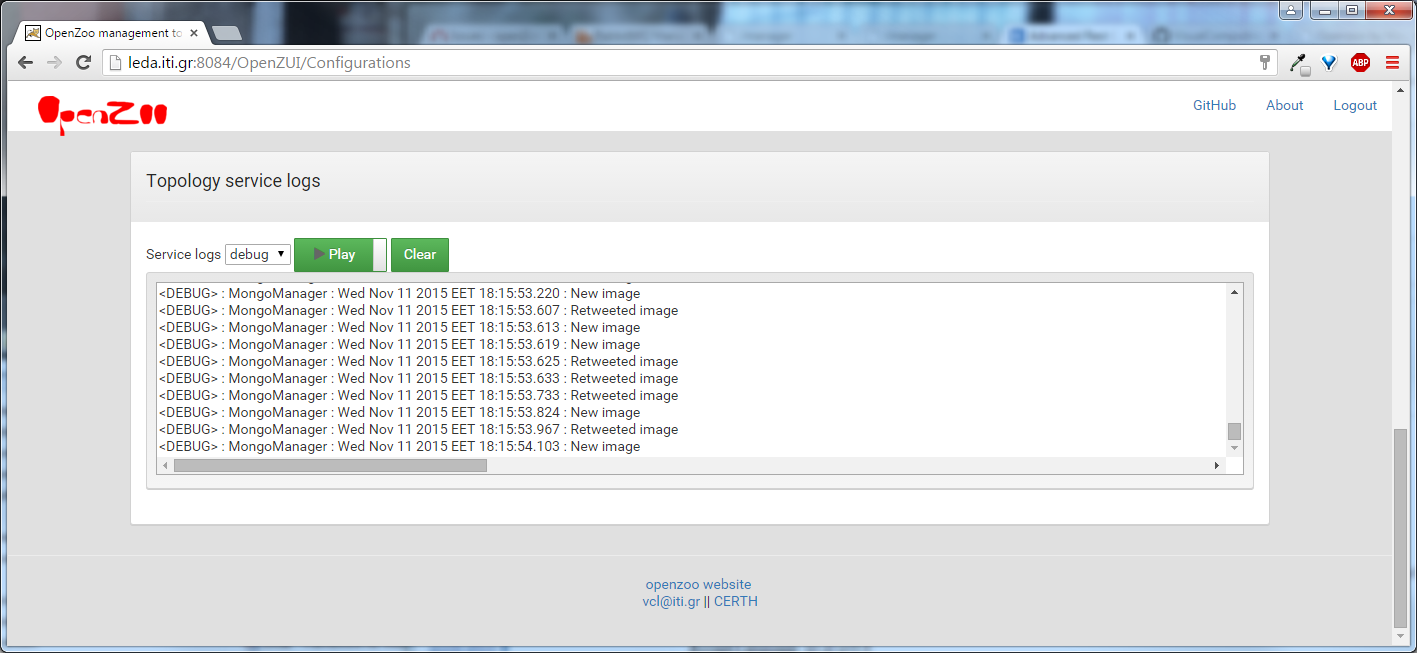 OpenZoo management to
leda.iti.gr:8084/OpenZUI/Configurations
ABP
OpenZoo
GitHub About Logout
Topology service logs
Service logs debug Play Clear
<DEBUG> : MongoManager : Wed Nov 11 2015 EET 18:15:53.220 : New image
<DEBUG> : MongoManager : Wed Nov 11 2015 EET 18:15:53.607 : Retweeted image
<DEBUG> : MongoManager : Wed Nov 11 2015 EET 18:15:53.613 : New image
<DEBUG> : MongoManager : Wed Nov 11 2015 EET 18:15:53.619 : New image
<DEBUG> : MongoManager : Wed Nov 11 2015 EET 18:15:53.625 : Retweeted image
<DEBUG> : MongoManager : Wed Nov 11 2015 EET 18:15:53.633 : Retweeted image
<DEBUG> : MongoManager : Wed Nov 11 2015 EET 18:15:53.733 : Retweeted image
<DEBUG> : MongoManager : Wed Nov 11 2015 EET 18:15:53.824 : New image
<DEBUG> : MongoManager : Wed Nov 11 2015 EET 18:15:53.967 : Retweeted image
<DEBUG> : MongoManager : Wed Nov 11 2015 EET 18:15:54.103 : New image
openzoo website
vcl@iti.gr || CERTH